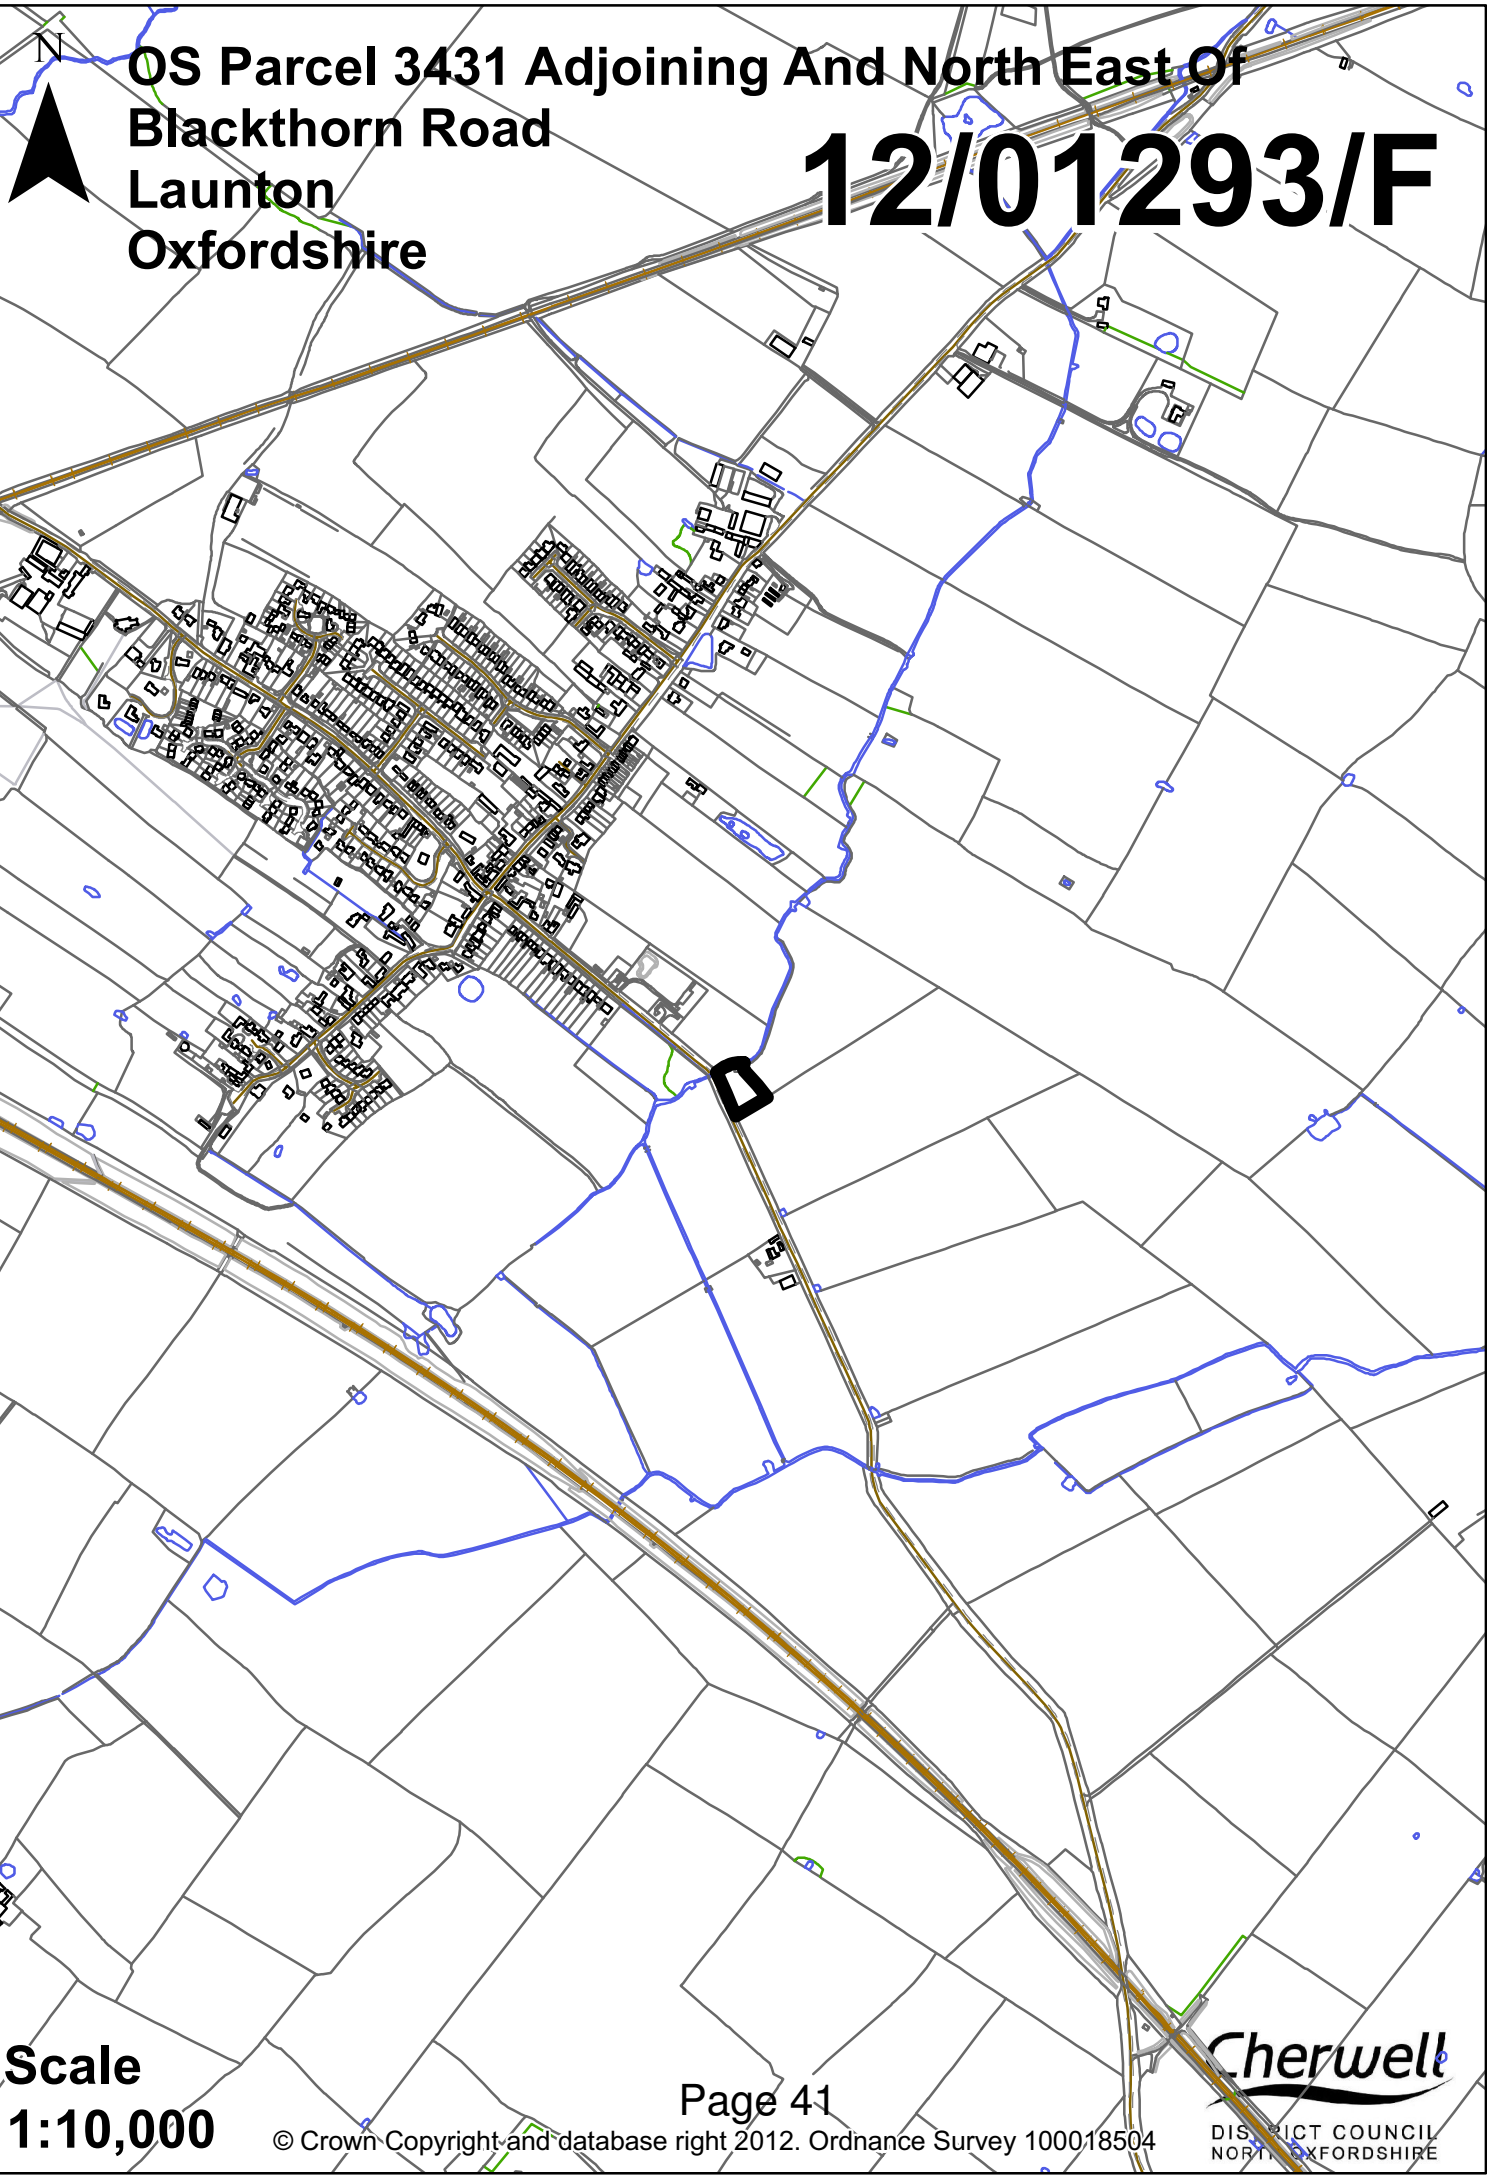 N
OS Parcel 3431 Adjoining And North East Of
Blackthorn Road
Launton
Oxfordshire
12/01293/F
Scale
1:10,000
Page 41
© Crown Copyright and database right 2012. Ordnance Survey 100018504
Cherwell
DISTRICT COUNCIL
NORTH OXFORDSHIRE